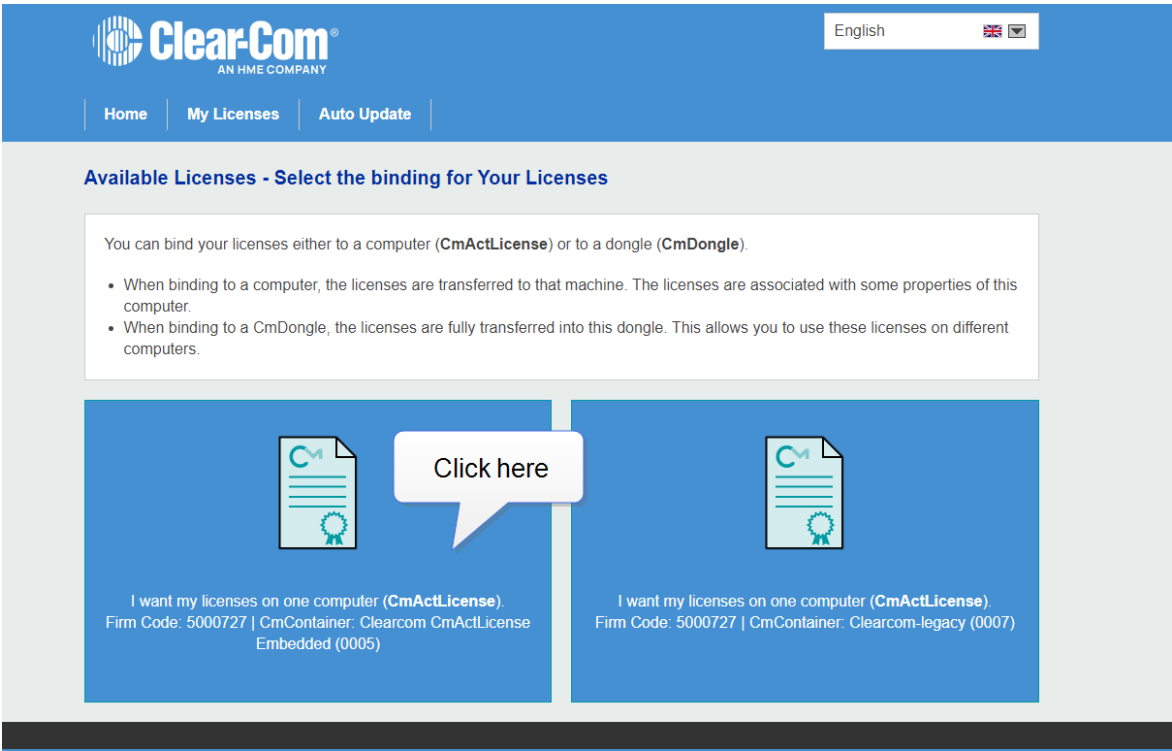 Clear-Com®
AN HME COMPANY
English
Home My Licenses Auto Update
Available Licenses - Select the binding for Your Licenses
You can bind your licenses either to a computer (CmActLicense) or to a dongle (CmDongle).
• When binding to a computer, the licenses are transferred to that machine. The licenses are associated with some properties of this
computer.
• When binding to a CmDongle, the licenses are fully transferred into this dongle. This allows you to use these licenses on different
computers.
CM
Click here
I want my licenses on one computer (CmActLicense).
Firm Code: 5000727 | CmContainer: Clearcom CmActLicense
Embedded (0005)
CM
I want my licenses on one computer (CmActLicense).
Firm Code: 5000727 | CmContainer: Clearcom-legacy (0007)